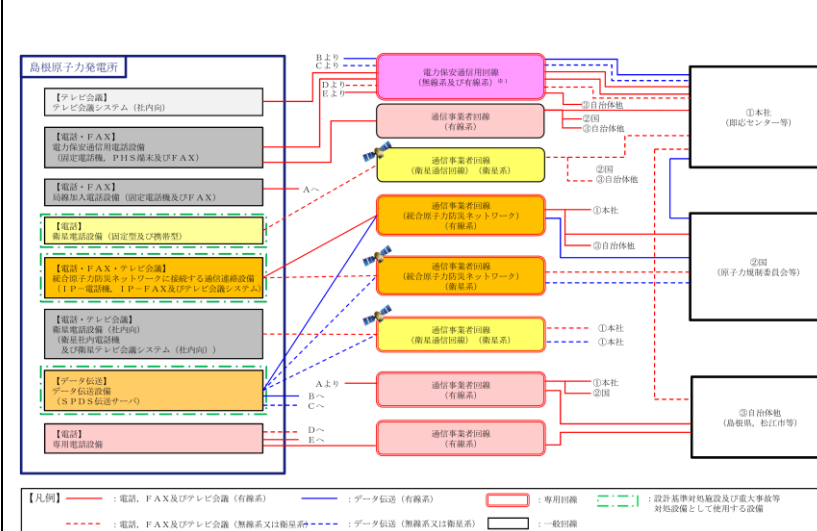 島根原子力発電所
【テレビ会議】
テレビ会議システム（社内向）
【電話・FAX】
電力保安通信用電話設備
（固定電話機，PHS端末及びFAX）
【電話・FAX】
局線加入電話設備（固定電話機及びFAX）
【電話】
衛星電話設備（固定型及び携帯型）
【電話・FAX・テレビ会議】
統合原子力防災ネットワークに接続する通信連絡設備
（IP－電話機，IP－FAX及びテレビ会議システム）
【電話・テレビ会議】
衛星電話設備（社内向）
（衛星社内電話機
及び衛星テレビ会議システム（社内向））
【データ伝送】
データ伝送設備
（SPDS伝送サーバ）
【電話】
専用電話設備
Aへ
Bへ
Cへ
Dへ
Eへ
Bより
Cより
Dより
Eより
Aより
電力保安通信用回線
（無線系及び有線系）※1
通信事業者回線
（有線系）
通信事業者回線
（衛星通信回線）（衛星系）
通信事業者回線
（統合原子力防災ネットワーク）
（有線系）
通信事業者回線
（統合原子力防災ネットワーク）
（衛星系）
通信事業者回線
（衛星通信回線）（衛星系）
通信事業者回線
（有線系）
通信事業者回線
（有線系）
③自治体他
②国
③自治体他
②国
③自治体他
①本社
③自治体他
①本社
①本社
①本社
②国
①本社
（即応センター等）
②国
（原子力規制委員会等）
③自治体他
（島根県，松江市等）
【凡例】
：電話，FAX及びテレビ会議（有線系）
：データ伝送（有線系）
：専用回線
：設計基準対処施設及び重大事故等
対処設備として使用する設備
：電話，FAX及びテレビ会議（無線系又は衛星系）
：データ伝送（無線系又は衛星系）
：一般回線